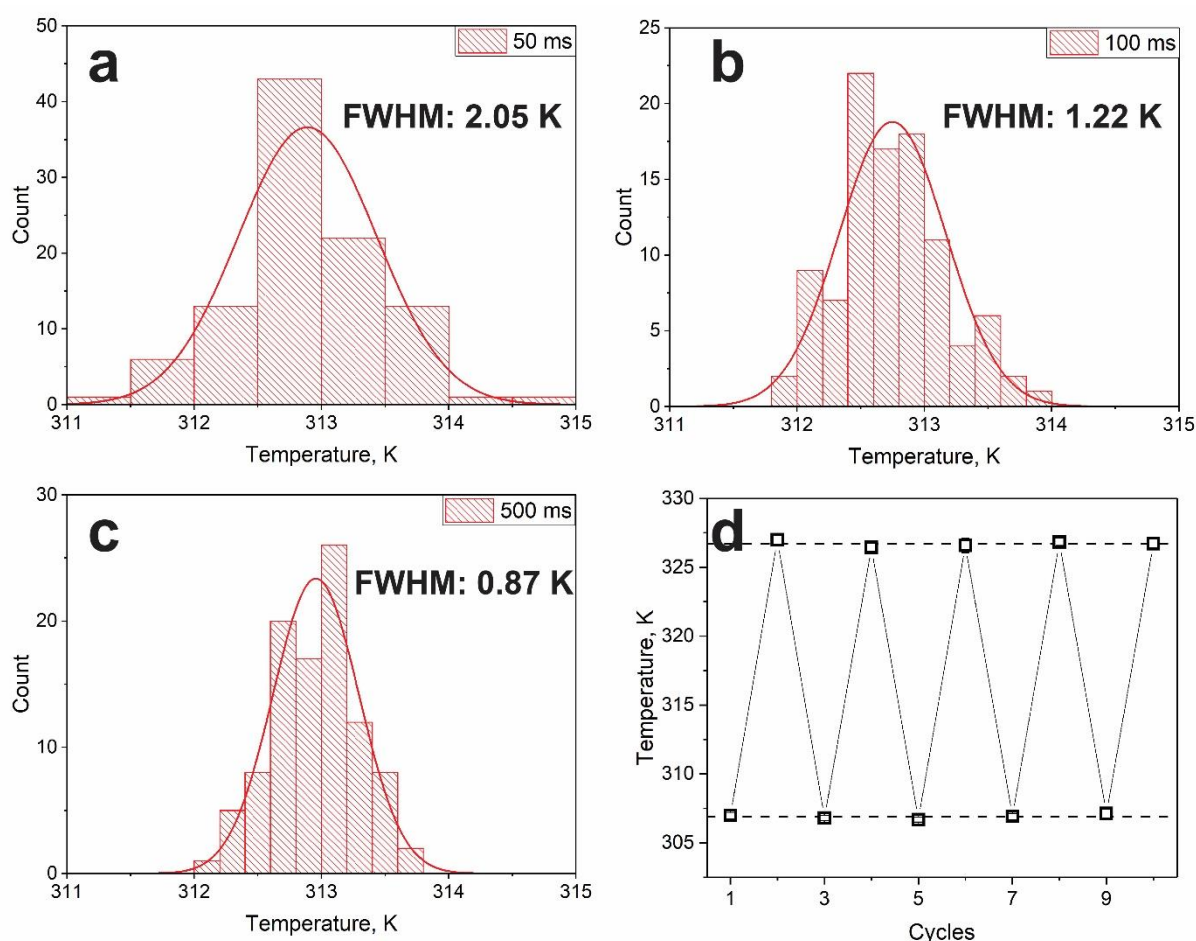 a
50 ms
FWHM: 2.05 K
50
40
30
20
10
0
Count
311 312 313 314 315
Temperature, K
b
100 ms
FWHM: 1.22 K
25
20
15
10
5
0
Count
311 312 313 314 315
Temperature, K
c
500 ms
FWHM: 0.87 K
30
20
10
0
Count
311 312 313 314 315
Temperature, K
d
330
325
320
315
310
305
Temperature, K
1 3 5 7 9
Cycles